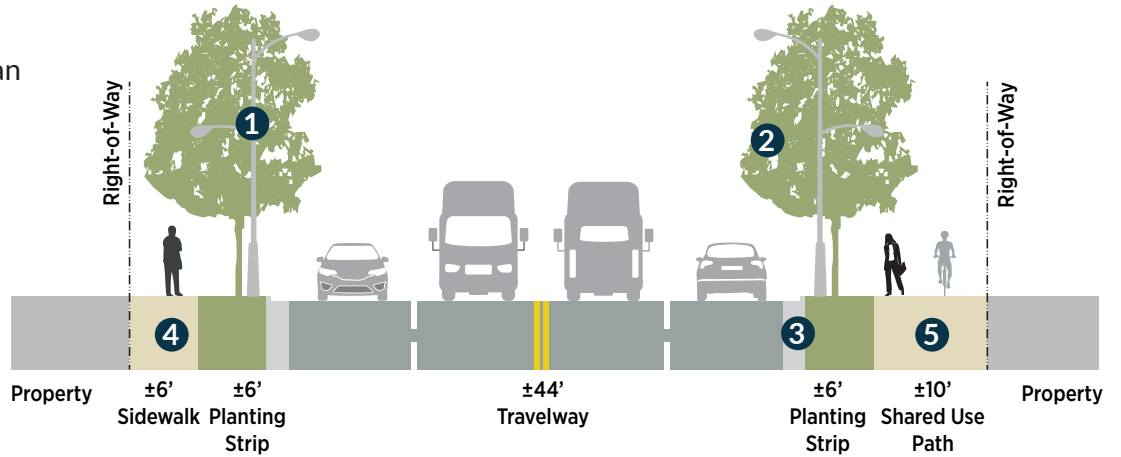 an
Right-of-Way
1
2
Right-of-Way
4
3
5
Property
±6’
Sidewalk
±6’
Planting
Strip
±44’
Travelway
±6’
Planting
Strip
±10’
Shared Use
Path
Property